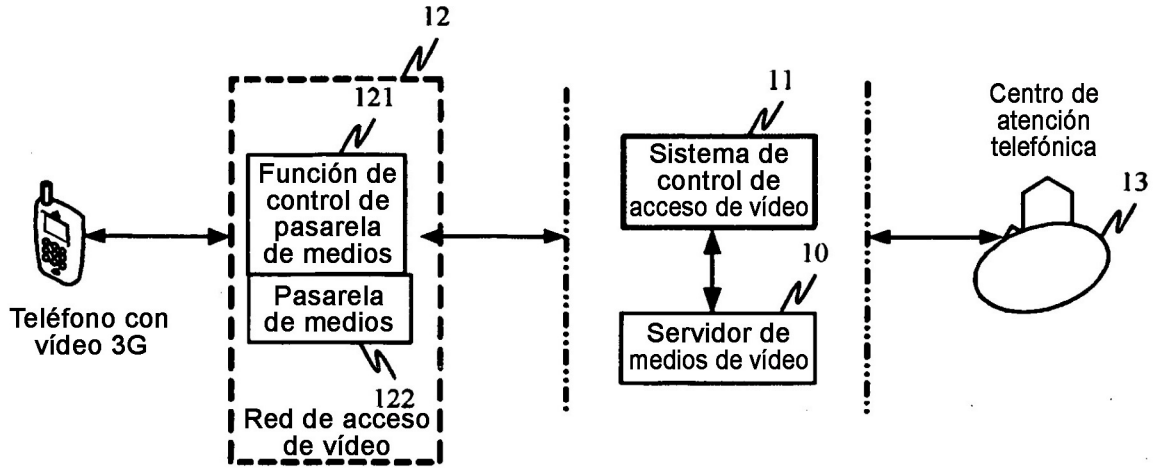 12
121
Función de
control de
pasarela
de medios
Pasarela
de medios
122
Red de acceso
de vídeo
Teléfono con
vídeo 3G
11
Sistema de
control de
acceso de vídeo
10
Servidor de
medios de vídeo
Centro de
atención
telefónica
13